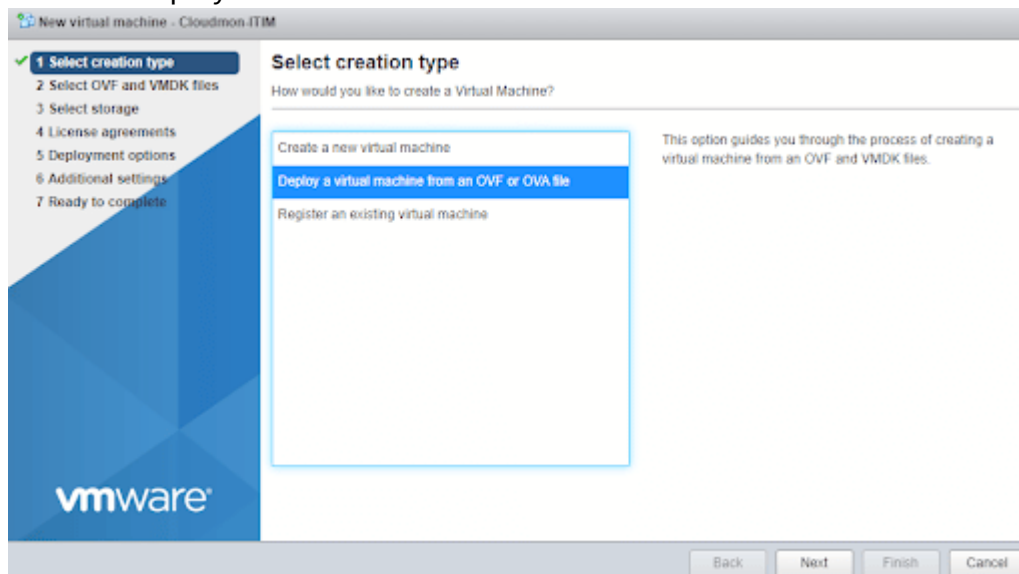 New virtual machine - Cloudmon-ITIM
1 Select creation type
2 Select OVF and VMDK files
3 Select storage
4 License agreements
5 Deployment options
6 Additional settings
7 Ready to complete
Select creation type
How would you like to create a Virtual Machine?
Create a new virtual machine
Deploy a virtual machine from an OVF or OVA file
Register an existing virtual machine
This option guides you through the process of creating a
virtual machine from an OVF and VMDK files.
vmware®
Back Next Finish Cancel